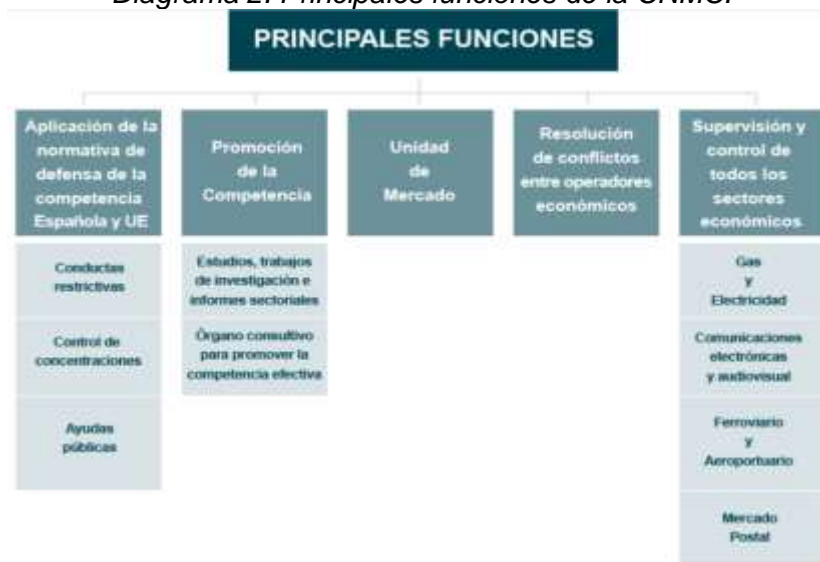 Diagrama 2. Principales funciones de la CNMC.
PRINCIPALES FUNCIONES
Aplicación de la
normativa de
defensa de la
competencia
Española y UE
Conductas
restrictivas
Control de
concentraciones
Ayudas
públicas
Promoción
de la
Competencia
Estudios, trabajos
de investigación e
informes sectoriales
Órgano consultivo
para promover la
competencia efectiva
Unidad
de
Mercado
Resolución
de conflictos
entre operadores
económicos
Supervisión y
control de
todos los
sectores
económicos
Gas
y
Electricidad
Comunicaciones
electrónicas
y audiovisual
Ferroviario
y
Aeroportuario
Mercado
Postal